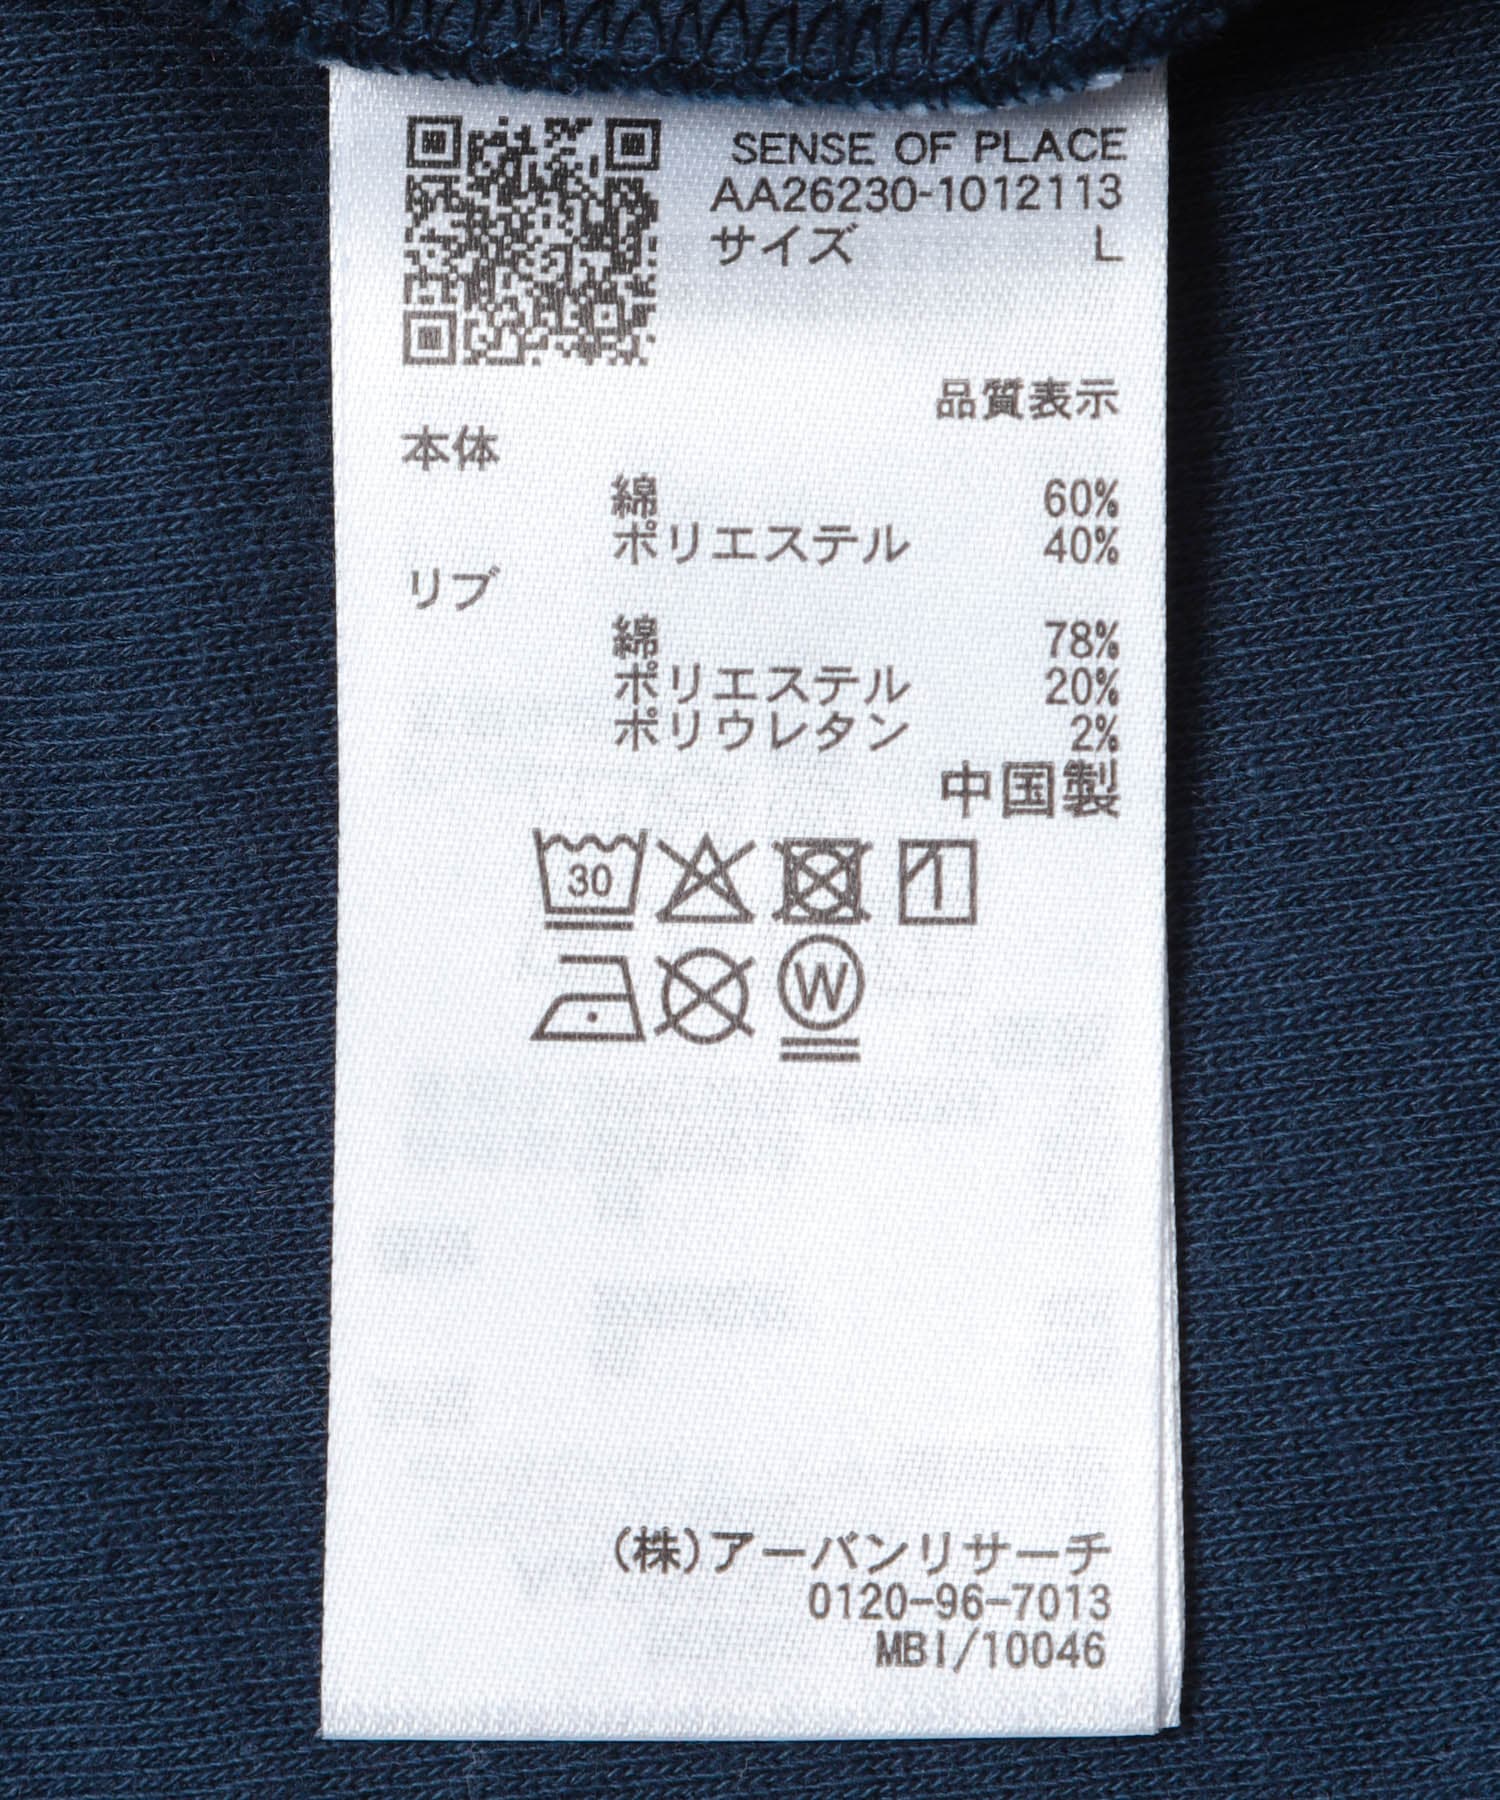 SENSE OF PLACE
AA26230-1012113
サイズ L
品質表示
本体
綿 60%
ポリエステル 40%
リブ
綿 78%
ポリエステル 20%
ポリウレタン 2%
中国製
30
W
(株)アーバンリサーチ
0120-96-7013
MBI/10046